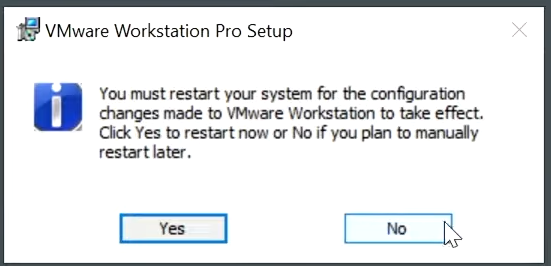 VMware Workstation Pro Setup
You must restart your system for the configuration
changes made to VMware Workstation to take effect.
Click Yes to restart now or No if you plan to manually
restart later.
Yes
No